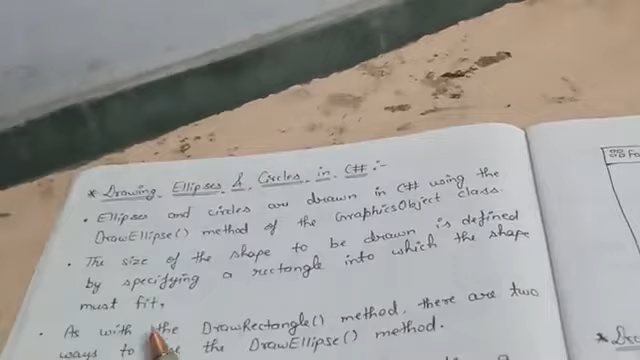 * Drawing Ellipses & Circles in C# :-
• Ellipses and circles are drawn in C# using the
DrawEllipse() method of the GraphicsObject class.
• The size of the shape to be drawn is defined
by specifying a rectangle into which the shape
must fit,
• As with the DrawRectangle() method, there are two
ways to the DrawEllipse() method.